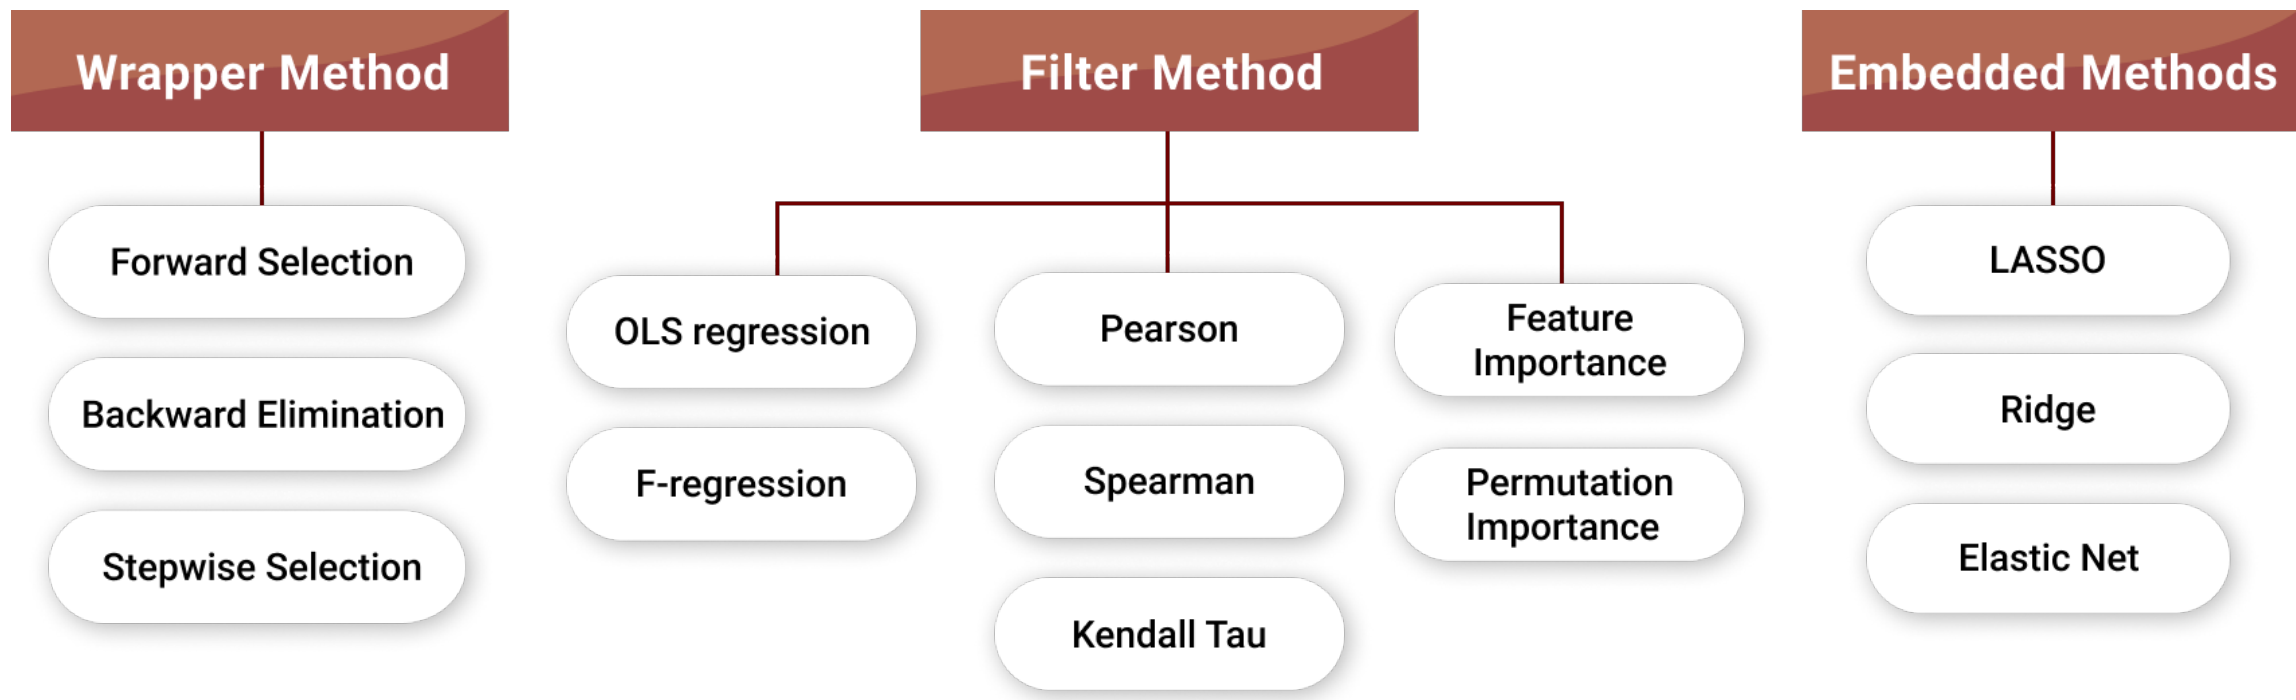 Wrapper Method
Forward Selection
Backward Elimination
Stepwise Selection
Filter Method
OLS regression
F-regression
Pearson
Spearman
Kendall Tau
Feature
Importance
Permutation
Importance
Embedded Methods
LASSO
Ridge
Elastic Net